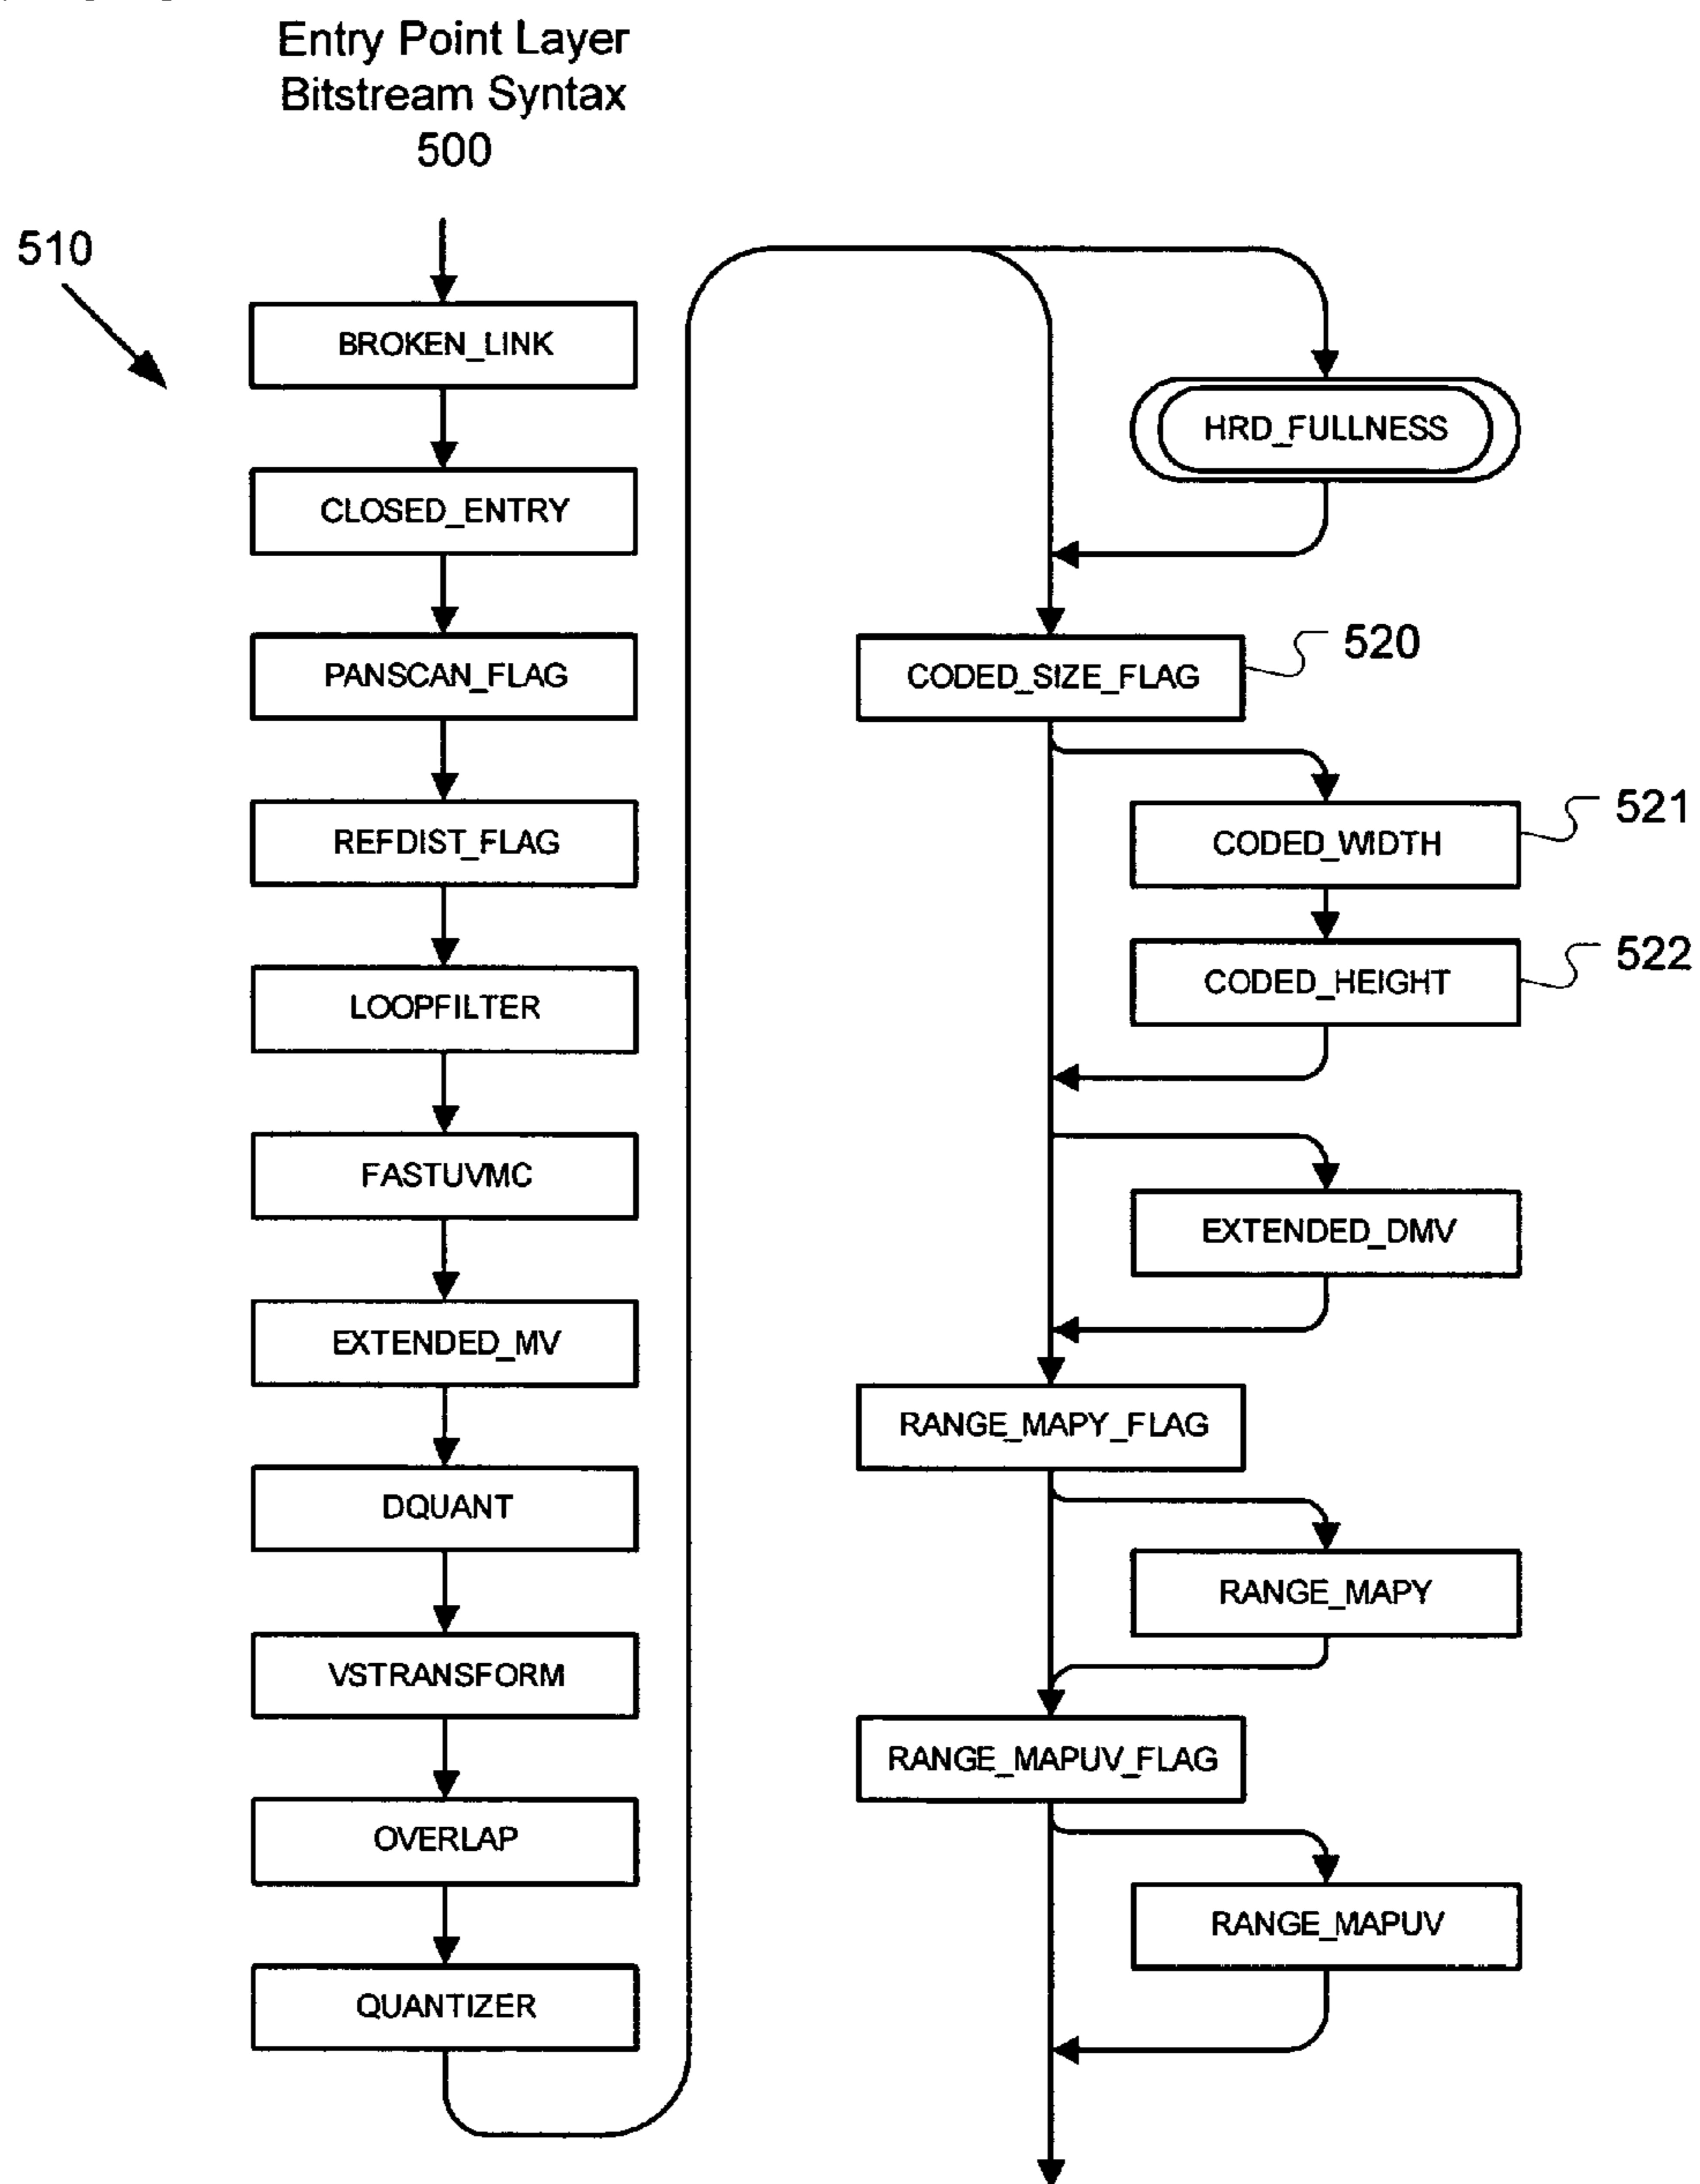 Entry Point Layer
Bitstream Syntax
500
510
BROKEN_LINK
CLOSED_ENTRY
PANSCAN_FLAG
REFDIST_FLAG
LOOPFILTER
FASTUVMC
EXTENDED_MV
DQUANT
VSTRANSFORM
OVERLAP
QUANTIZER
HRD_FULLNESS
CODED_SIZE_FLAG
520
CODED_WIDTH
521
CODED_HEIGHT
522
EXTENDED_DMV
RANGE_MAPY_FLAG
RANGE_MAPY
RANGE_MAPUV_FLAG
RANGE_MAPUV